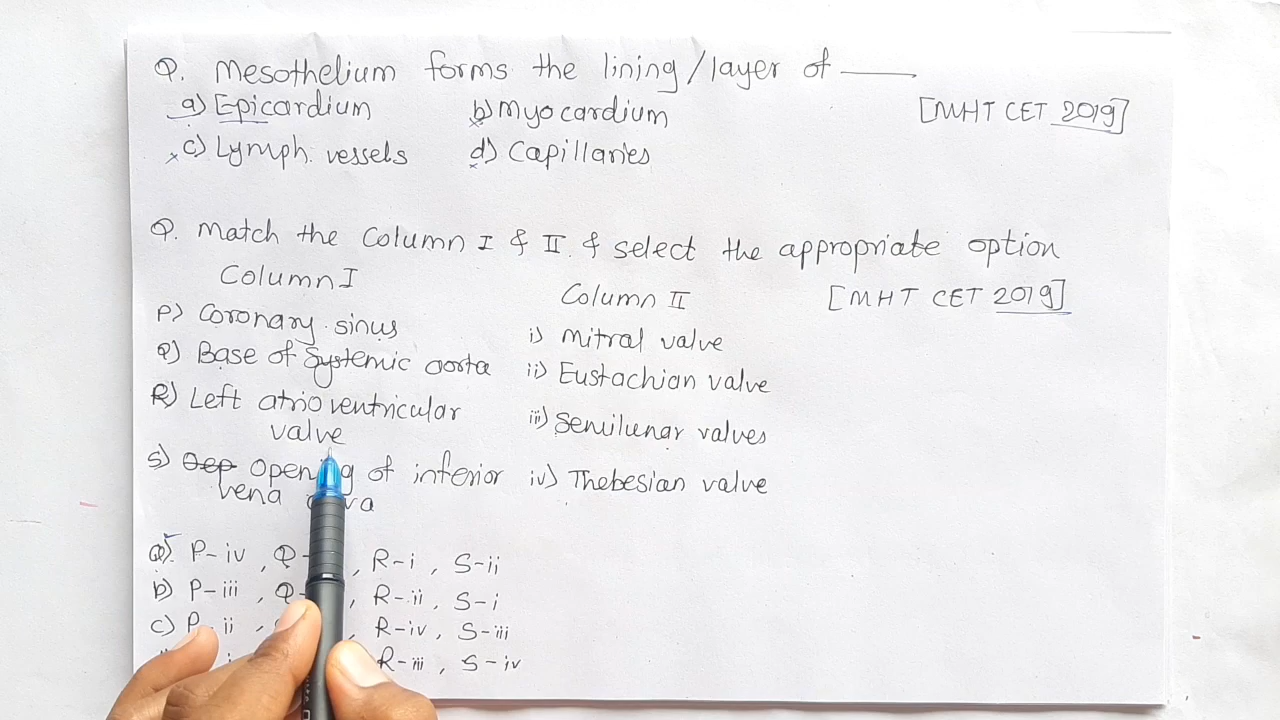 Q. Mesothelium forms the lining/layer of ____
a) Epicardium b) Myocardium [MHT CET 2019]
c) Lymph. vessels d) Capillaries
Q. Match the Column I & II & select the appropriate option
Column I Column II [MHT CET 2019]
P) Coronary sinus i) Mitral valve
Q) Base of Systemic aorta ii) Eustachian valve
R) Left atrioventricular iii) Semilunar valves
valve
S) Opening of inferior iv) Thebesian valve
vena
a) P-iv, Q- , R-i, S-ii
b) P-iii, Q- , R-ii, S-i
c) P-ii, , R-iv, S-iii
R-iii, S-iv